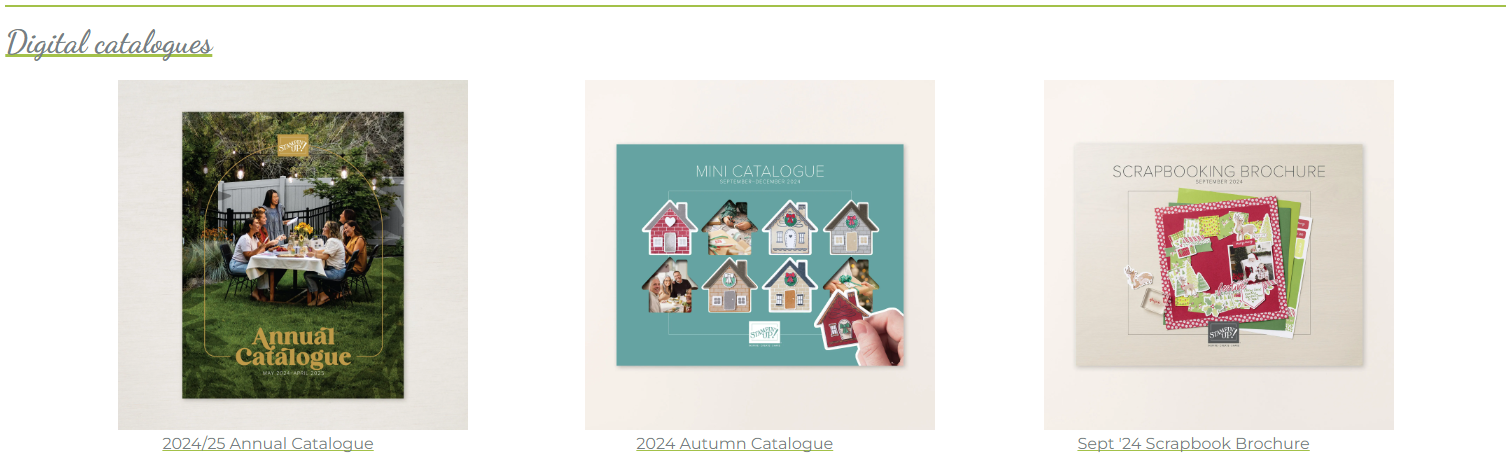 Digital catalogues
STAMPIN' UP!
Annual
Catalogue
MAY 2024–APRIL 2025
2024/25 Annual Catalogue
MINI CATALOGUE
SEPTEMBER–DECEMBER 2024
STAMPIN' UP!
2024 Autumn Catalogue
SCRAPBOOKING BROCHURE
SEPTEMBER 2024
STAMPIN' UP!
Sept '24 Scrapbook Brochure